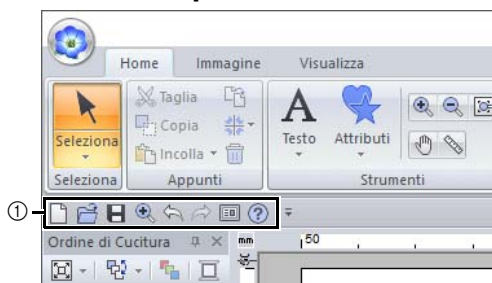 Home Immagine Visualizza
Taglia
Copia
Incolla
Seleziona
Testo Attributi
Seleziona Appunti Strumenti
①
Ordine di Cucitura mm 50